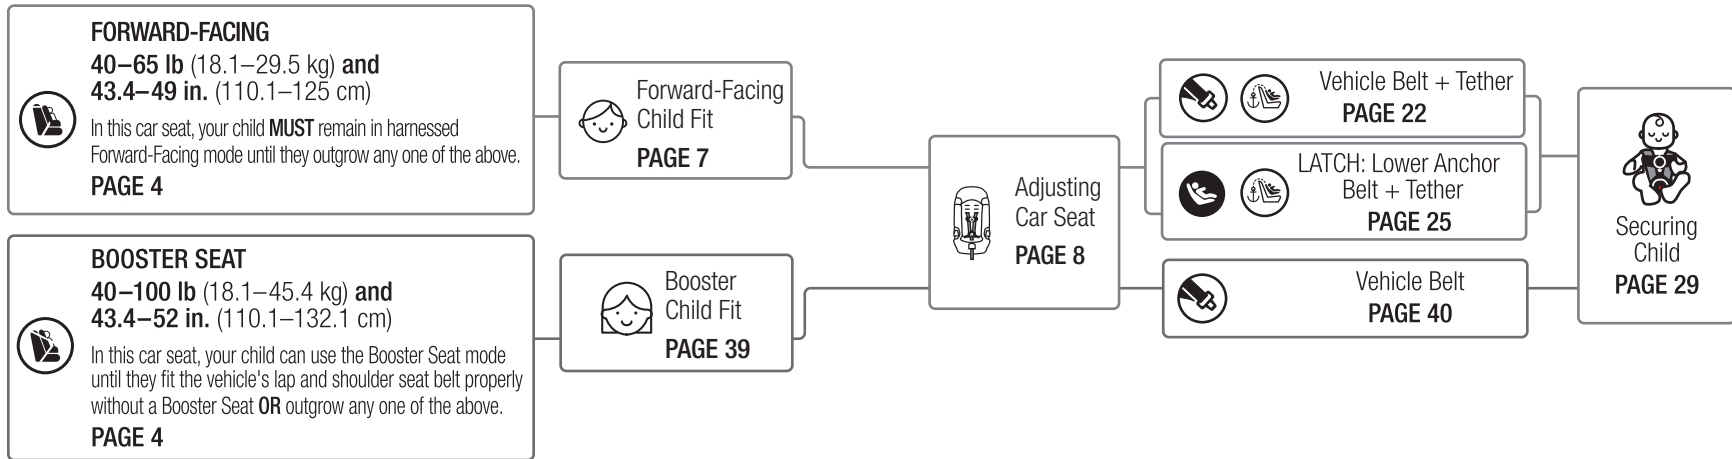 FORWARD-FACING
40–65 lb (18.1–29.5 kg) and
43.4–49 in. (110.1–125 cm)
In this car seat, your child MUST remain in harnessed
Forward-Facing mode until they outgrow any one of the above.
PAGE 4
BOOSTER SEAT
40–100 lb (18.1–45.4 kg) and
43.4–52 in. (110.1–132.1 cm)
In this car seat, your child can use the Booster Seat mode
until they fit the vehicle's lap and shoulder seat belt properly
without a Booster Seat OR outgrow any one of the above.
PAGE 4
Forward-Facing
Child Fit
PAGE 7
Booster
Child Fit
PAGE 39
Adjusting
Car Seat
PAGE 8
Vehicle Belt + Tether
PAGE 22
LATCH: Lower Anchor
Belt + Tether
PAGE 25
Vehicle Belt
PAGE 40
Securing
Child
PAGE 29